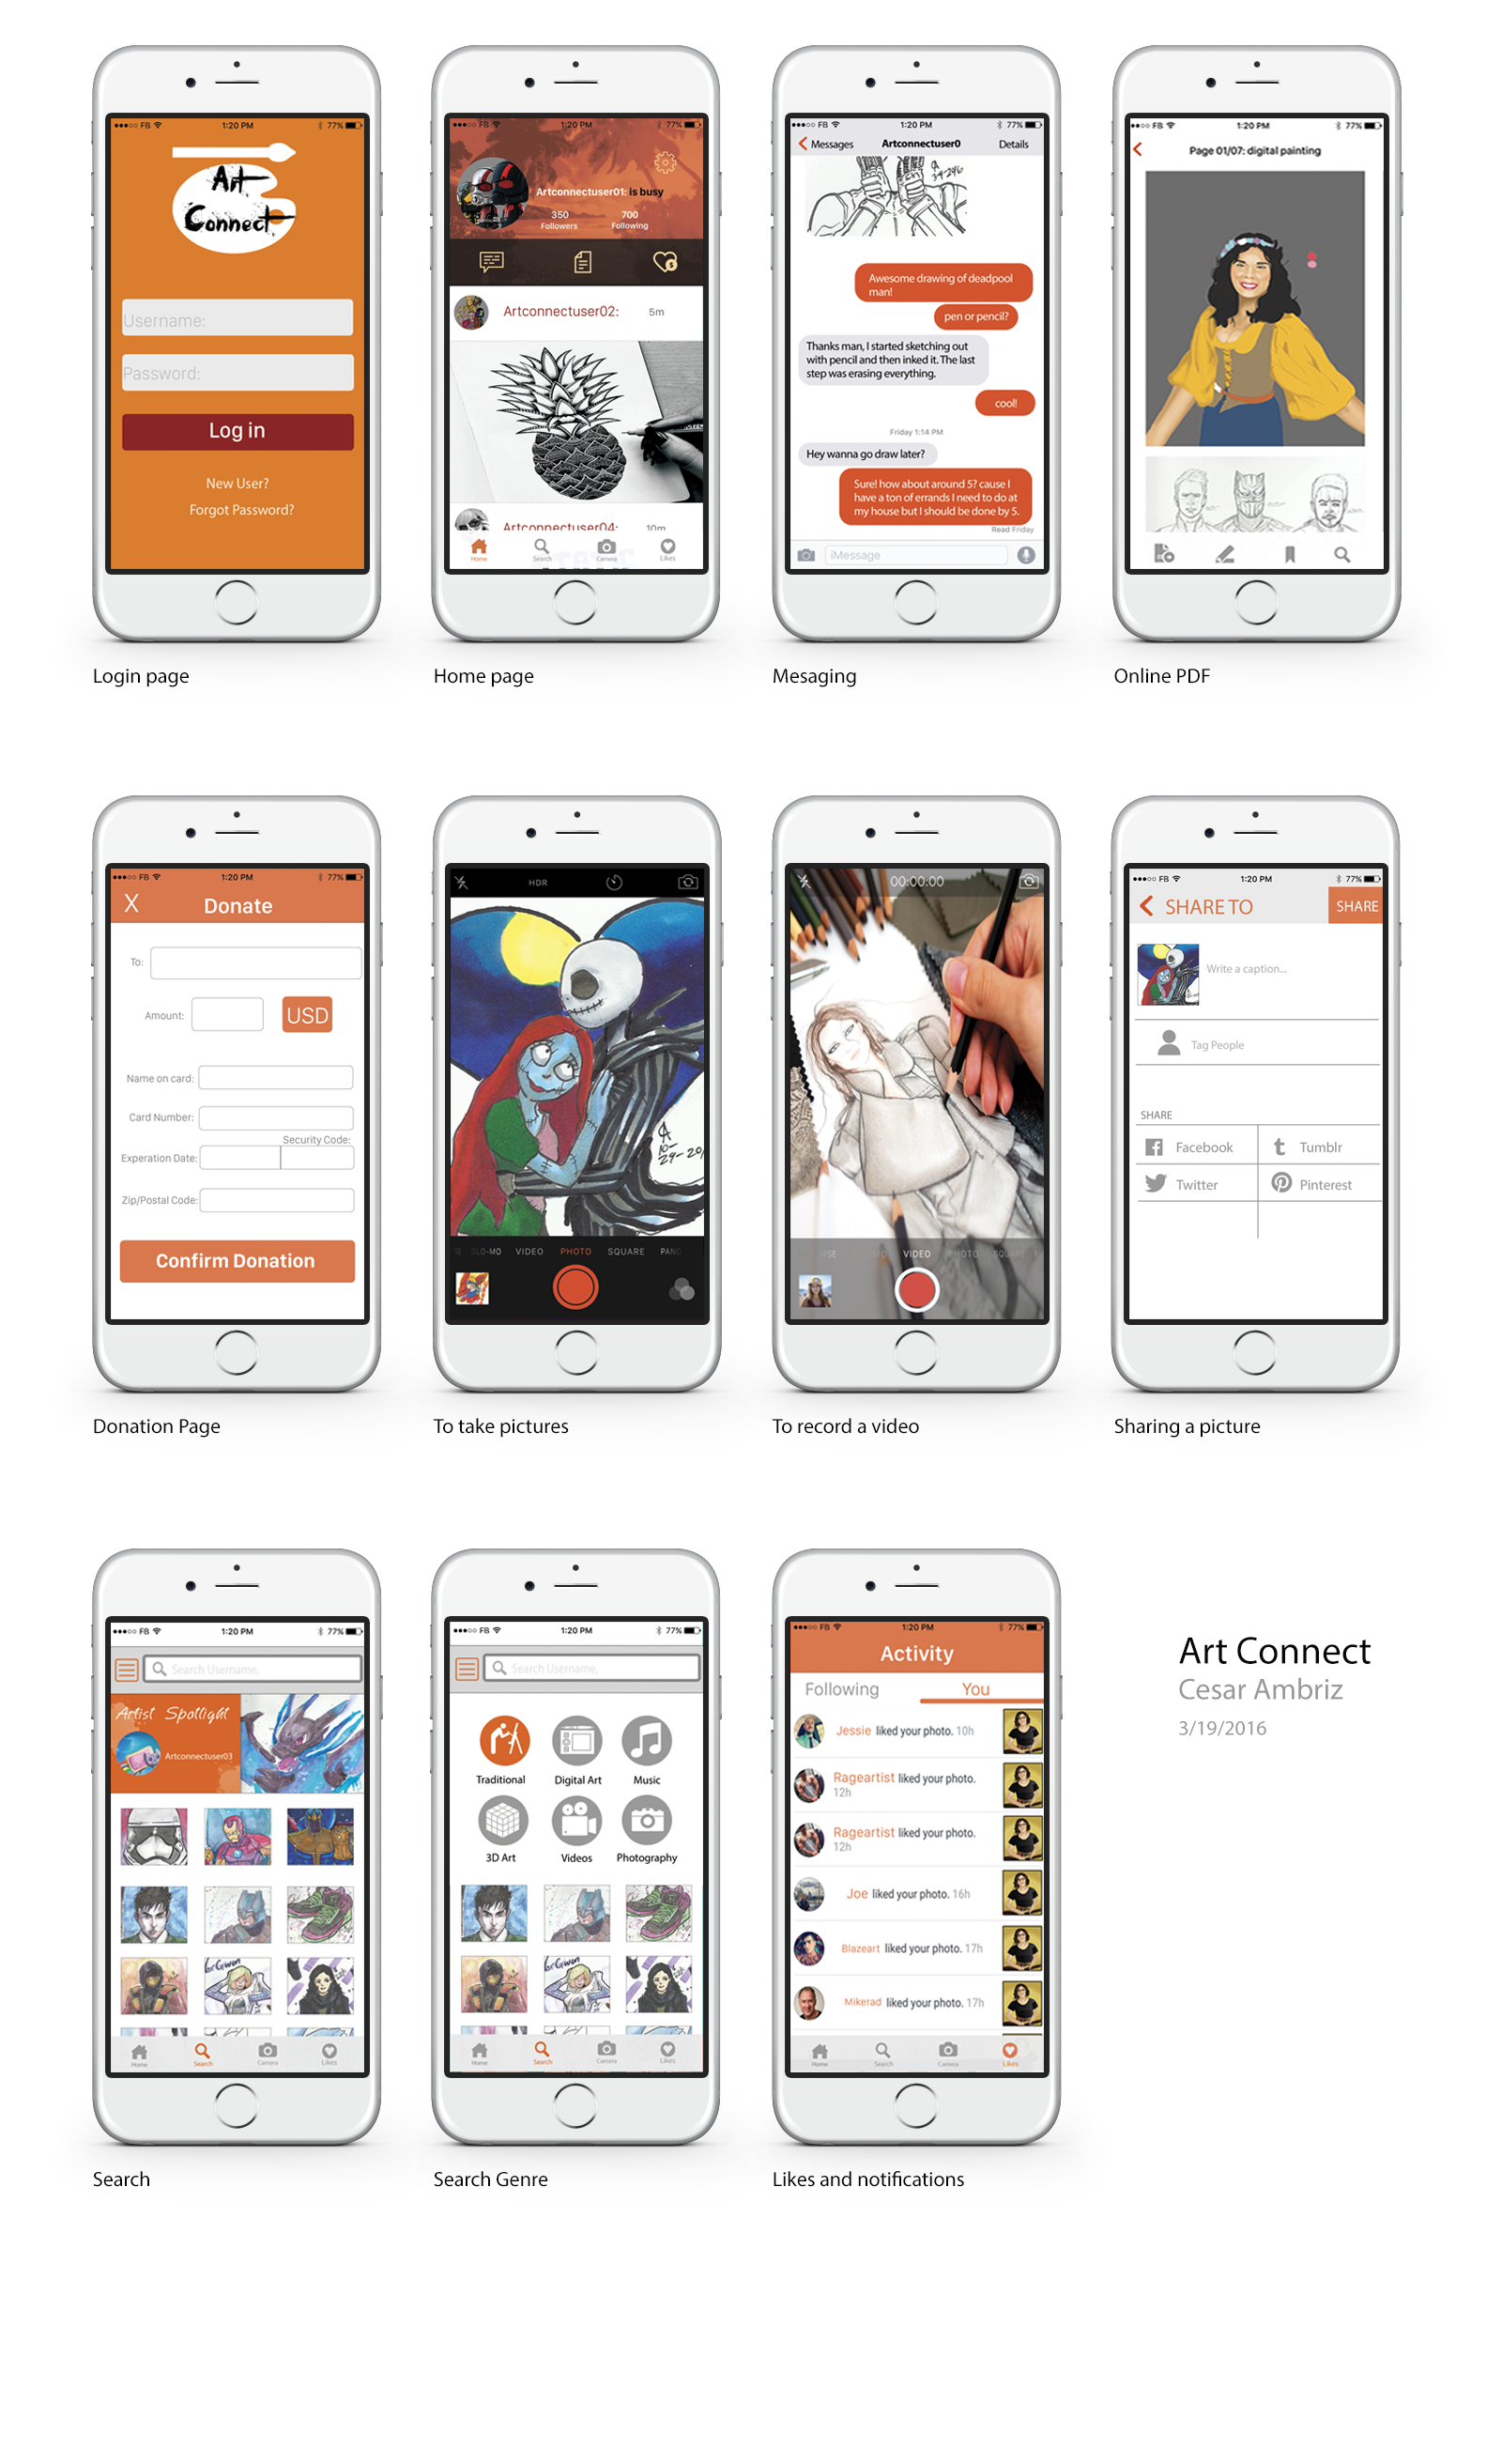 FB 1:20 PM 77%
Art
Connect
Username:
Password:
Log in
New User?
Forgot Password?
Login page
FB 1:20 PM 77%
Artconnectuser01: is busy
350 700
Followers Following
Artconnectuser02: 5m
Artconnectuser04: 10m
Home Search Camera Likes
Home page
FB 1:20 PM 77%
Messages Artconnectuser0 Details
3-9-2016
Awesome drawing of deadpool
man!
pen or pencil?
Thanks man, I started sketching out
with pencil and then inked it. The last
step was erasing everything.
cool!
Friday 1:14 PM
Hey wanna go draw later?
Sure! how about around 5? cause I
have a ton of errands I need to do at
my house but I should be done by 5.
Read Friday
iMessage
Mesaging
FB 1:20 PM 77%
Page 01/07: digital painting
Online PDF
FB 1:20 PM 77%
X Donate
To:
Amount: USD
Name on card:
Card Number:
Security Code:
Experation Date:
Zip/Postal Code:
Confirm Donation
Donation Page
HDR
10-
29-20
SE SLO-MO VIDEO PHOTO SQUARE PANO
To take pictures
00:00:00
PSE MO VIDEO PHOTO SQUARE
To record a video
FB 1:20 PM 77%
SHARE TO SHARE
Write a caption...
Tag People
SHARE
Facebook Tumblr
Twitter Pinterest
Sharing a picture
FB 1:20 PM 77%
Search Username,
Artist Spotlight
Artconnectuser03
for Gwen
Home Search Camera Likes
Search
FB 1:20 PM 77%
Search Username,
Traditional Digital Art Music
3D Art Videos Photography
for Gwen
Home Search Camera Likes
Search Genre
FB 1:20 PM 77%
Activity
Following You
Jessie liked your photo. 10h
Rageartist liked your photo.
12h
Rageartist liked your photo.
12h
Joe liked your photo. 16h
Blazeart liked your photo. 17h
Mikerad liked your photo. 17h
Home Search Camera Likes
Likes and notifications
Art Connect
Cesar Ambriz
3/19/2016